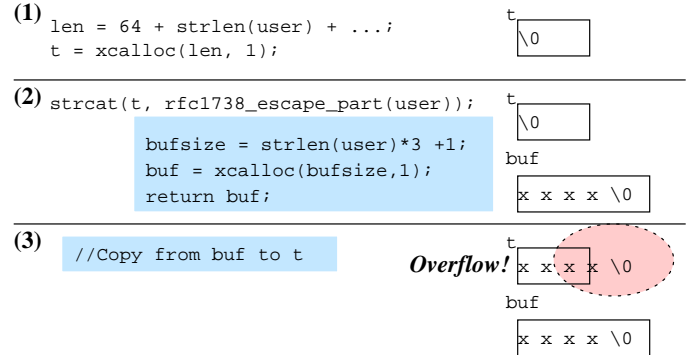 (1)
len = 64 + strlen(user) + ...;
t = xcalloc(len, 1);
t
\0
(2)
strcat(t, rfc1738_escape_part(user));
bufsize = strlen(user)*3 +1;
buf = xcalloc(bufsize,1);
return buf;
t
\0
buf
x x x x \0
(3)
//Copy from buf to t
Overflow!
t
x x x x \0
buf
x x x x \0